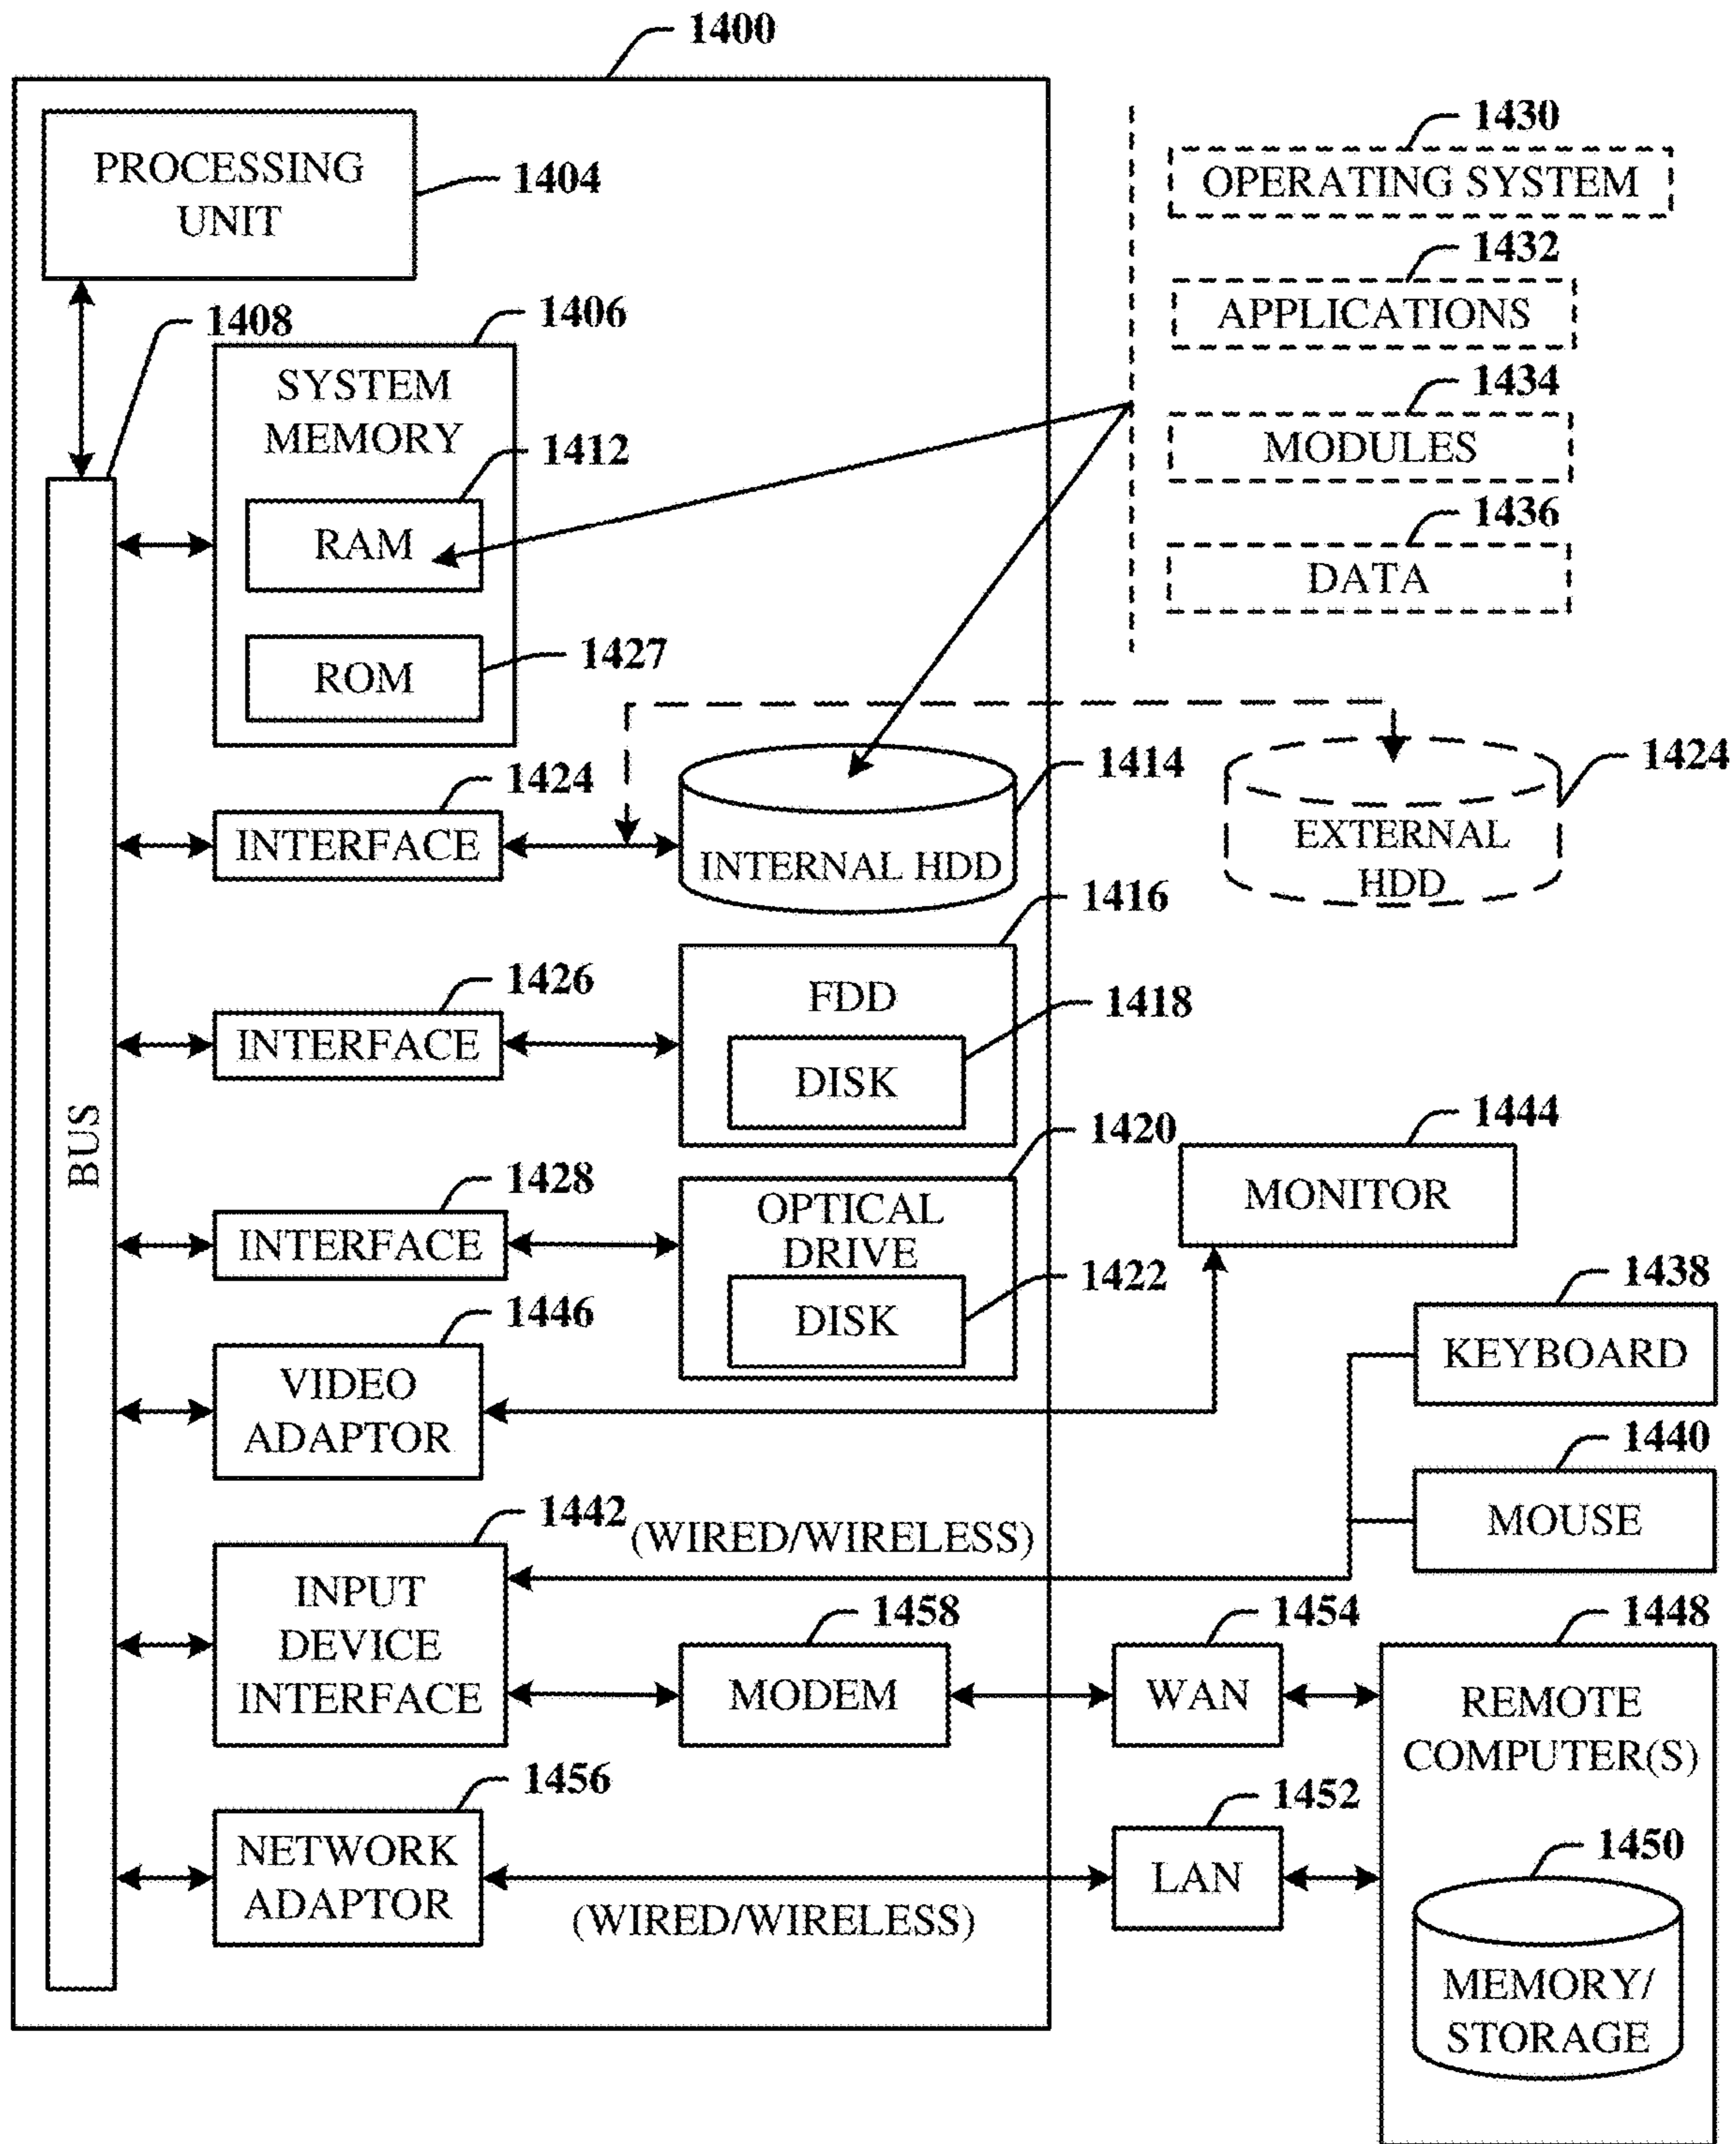 1400
PROCESSING
UNIT
1404
1430
OPERATING SYSTEM
1432
APPLICATIONS
1434
MODULES
1436
DATA
1408
1406
SYSTEM
MEMORY
1412
RAM
1427
ROM
1424
INTERFACE
1414
INTERNAL HDD
1424
EXTERNAL
HDD
1426
INTERFACE
1416
FDD
1418
DISK
BUS
1428
INTERFACE
1420
OPTICAL
DRIVE
1422
DISK
1444
MONITOR
1446
VIDEO
ADAPTOR
1438
KEYBOARD
1440
MOUSE
1442
(WIRED/WIRELESS)
INPUT
DEVICE
INTERFACE
1458
MODEM
1454
WAN
1448
REMOTE
COMPUTER(S)
1456
NETWORK
ADAPTOR
(WIRED/WIRELESS)
1452
LAN
1450
MEMORY/
STORAGE